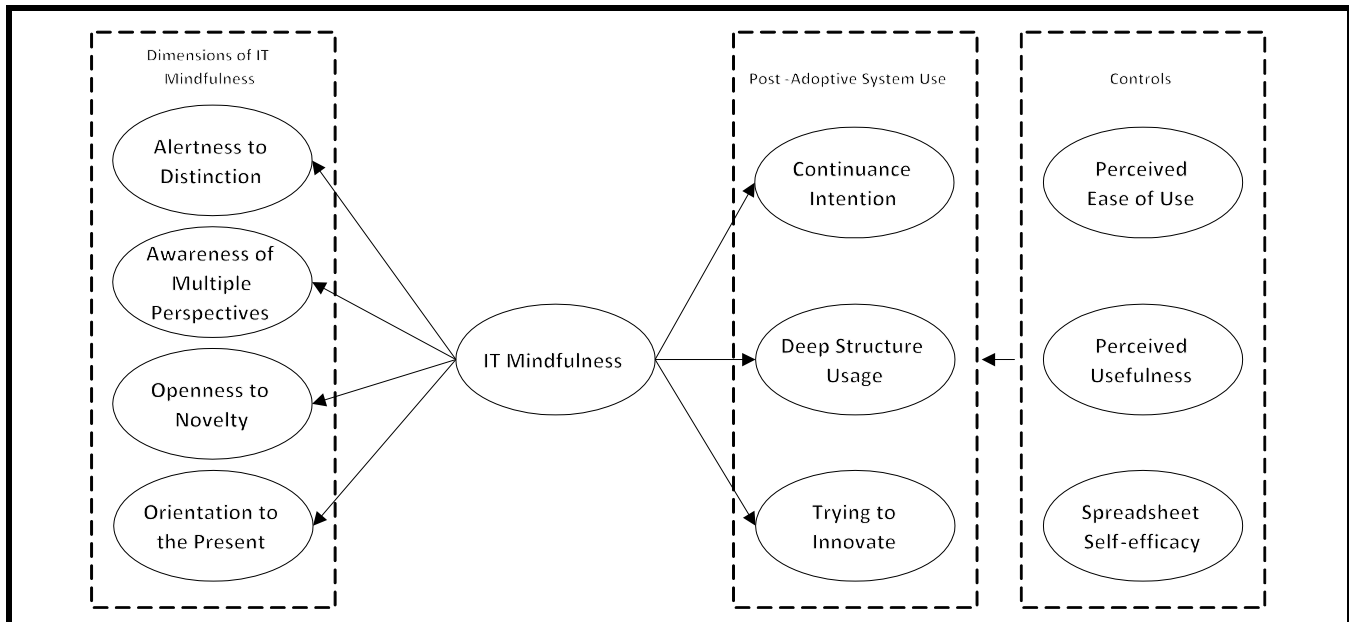 Dimensions of IT
Mindfulness
Alertness to
Distinction
Awareness of
Multiple
Perspectives
Openness to
Novelty
Orientation to
the Present
IT Mindfulness
Post -Adoptive System Use
Continuance
Intention
Deep Structure
Usage
Trying to
Innovate
Controls
Perceived
Ease of Use
Perceived
Usefulness
Spreadsheet
Self-efficacy